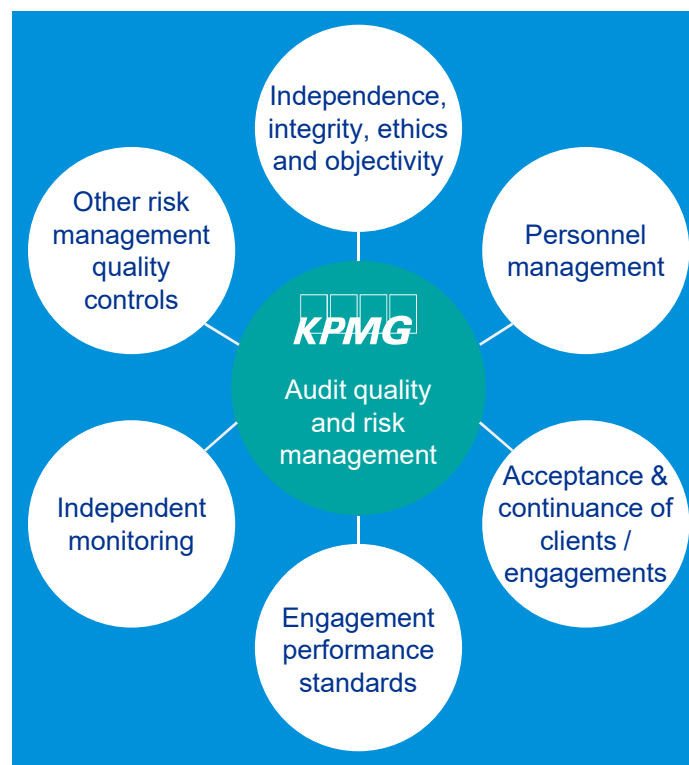 Independence,
integrity, ethics
and objectivity
Other risk
management
quality
controls
Personnel
management
KPMG
Audit quality
and risk
management
Independent
monitoring
Acceptance &
continuance of
clients /
engagements
Engagement
performance
standards